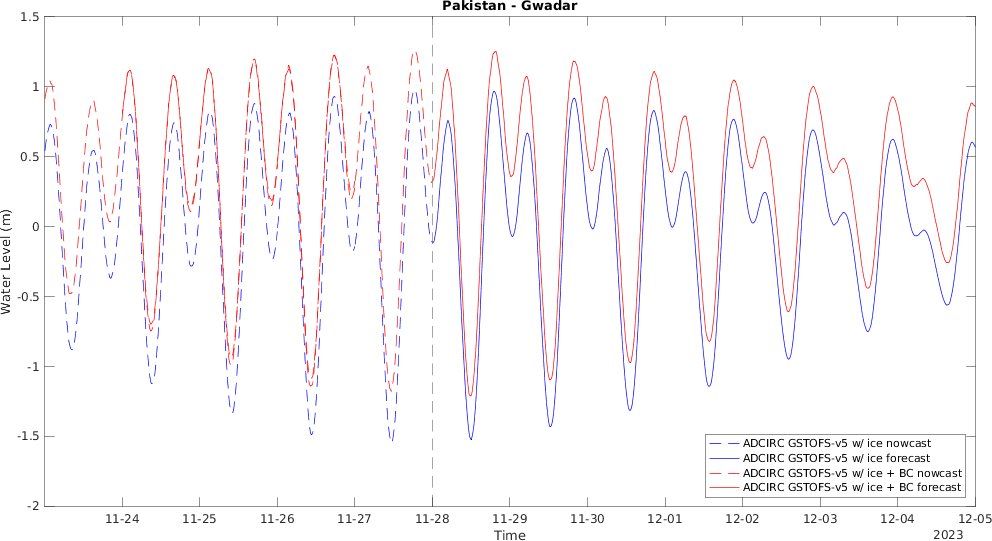 Pakistan - Gwadar
1.5
1
0.5
0
-0.5
-1
-1.5
-2
Water Level (m)
11-24 11-25 11-26 11-27 11-28 11-29 11-30 12-01 12-02 12-03 12-04 12-05
Time
2023
ADCIRC GSTOFS-v5 w/ ice nowcast
ADCIRC GSTOFS-v5 w/ ice forecast
ADCIRC GSTOFS-v5 w/ ice + BC nowcast
ADCIRC GSTOFS-v5 w/ ice + BC forecast